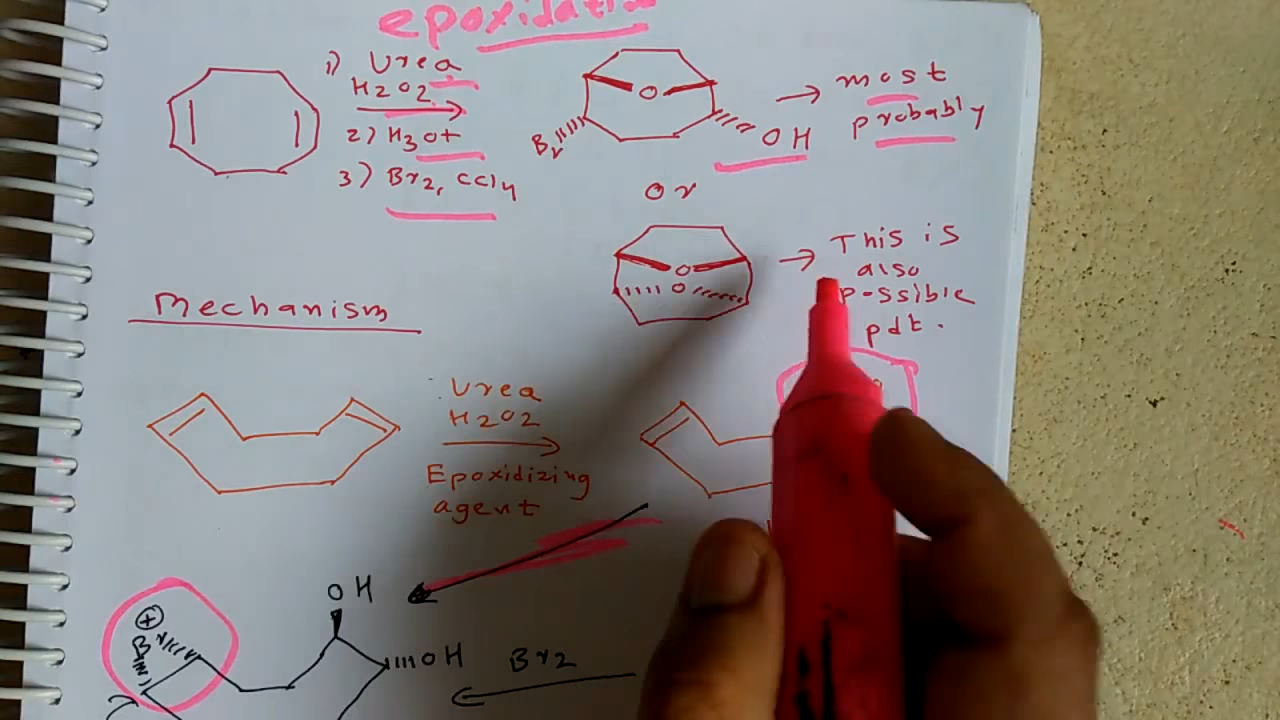 epoxidation
1) Urea
H2O2
2) H3O+
3) Br2, CCl4
O
Br
OH
→ most
probably
Or
O
O
→ This is
also
possible
pdt.
Mechanism
Urea
H2O2
Epoxidizing
agent
OH
+
Br
OH
Br2